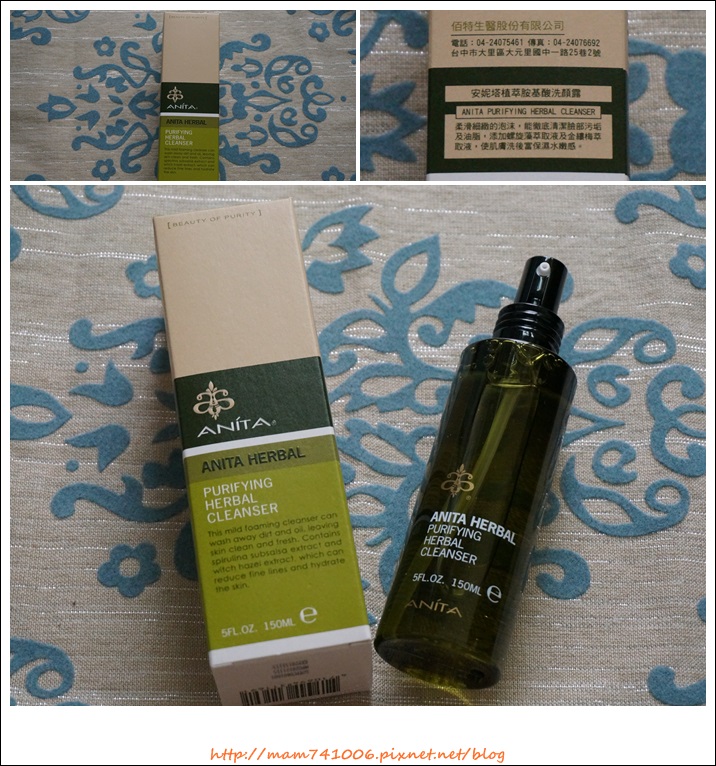 ANÍTA
ANITA HERBAL
PURIFYING
HERBAL
CLEANSER
佰特生醫股份有限公司
電話：04-24075461 傳真：04-24076692
台中市大里區大元里國中一路25巷2號
安妮塔植萃胺基酸洗顏露
ANITA PURIFYING HERBAL CLEANSER
柔滑細緻的泡沫，能徹底清潔臉部污垢
及油脂，添加螺旋藻萃取液及金縷梅萃
取液，使肌膚洗後富保濕水嫩感。
[ BEAUTY OF PURITY ]
ANÍTA
ANITA HERBAL
PURIFYING
HERBAL
CLEANSER
This mild foaming cleanser can
wash away dirt and oil, leaving
skin clean and fresh. Contains
spirulina subsalsa extract and
witch hazel extract, which can
reduce fine lines and hydrate
the skin.
5FL.OZ. 150ML e
ANITA HERBAL
PURIFYING
HERBAL
CLEANSER
5FL.OZ. 150ML e
ANÍTA
http://mam741006.pixnet.net/blog